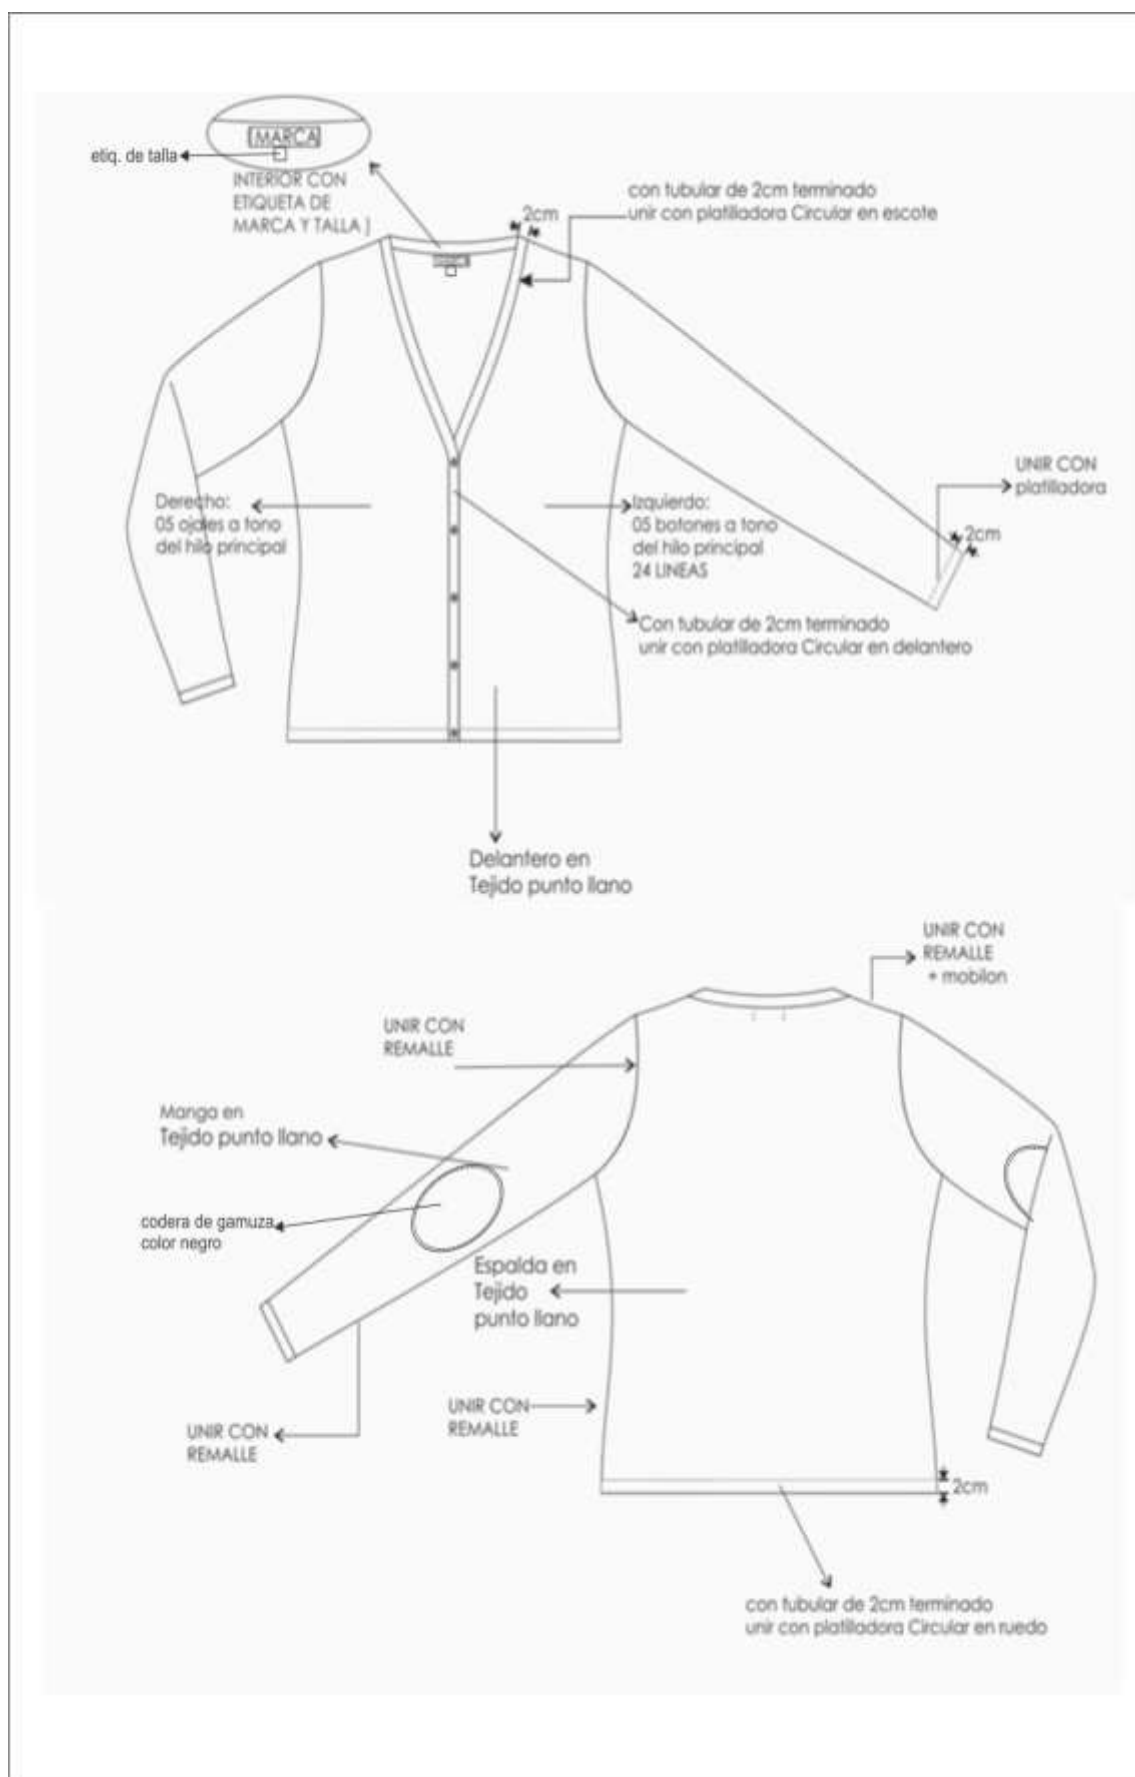 MARCA
etiq. de talla
INTERIOR CON
ETIQUETA DE
MARCA Y TALLA )
2cm
con tubular de 2cm terminado
unir con platilladora Circular en escote
MARCA
UNIR CON
platilladora
2cm
Derecho:
05 ojales a tono
del hilo principal
Izquierdo:
05 botones a tono
del hilo principal
24 LINEAS
Con tubular de 2cm terminado
unir con platilladora Circular en delantero
Delantero en
Tejido punto llano
UNIR CON
REMALLE
+ mobilon
UNIR CON
REMALLE
Manga en
Tejido punto llano
codera de gamuza
color negro
Espalda en
Tejido
punto llano
UNIR CON
REMALLE
UNIR CON
REMALLE
2cm
con tubular de 2cm terminado
unir con platilladora Circular en ruedo